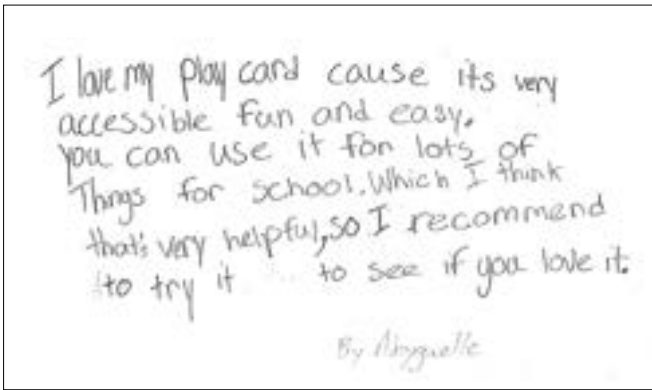 I love my play card cause its very
accessible fun and easy.
you can use it for lots of
Things for school. Which I think
that's very helpful, so I recommend
to try it to see if you love it.
By